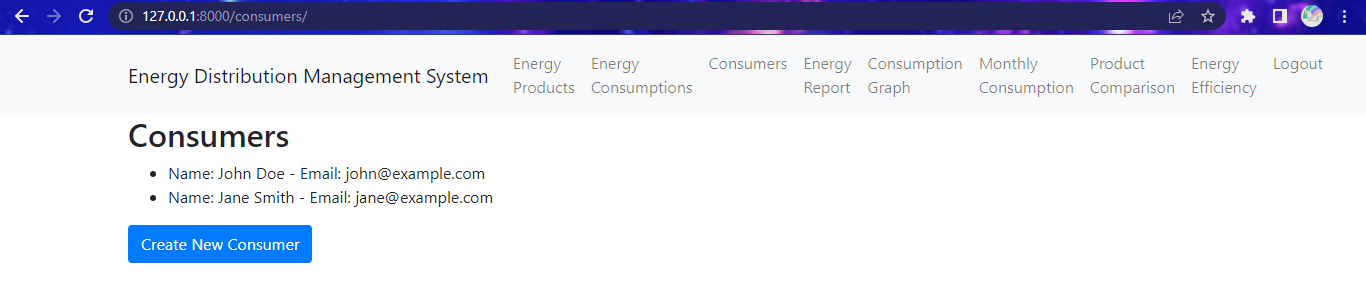 127.0.0.1:8000/consumers/
Energy Distribution Management System
Energy Products
Energy Consumptions
Consumers
Energy Report
Consumption Graph
Monthly Consumption
Product Comparison
Energy Efficiency
Logout
Consumers
• Name: John Doe - Email: john@example.com
• Name: Jane Smith - Email: jane@example.com
Create New Consumer